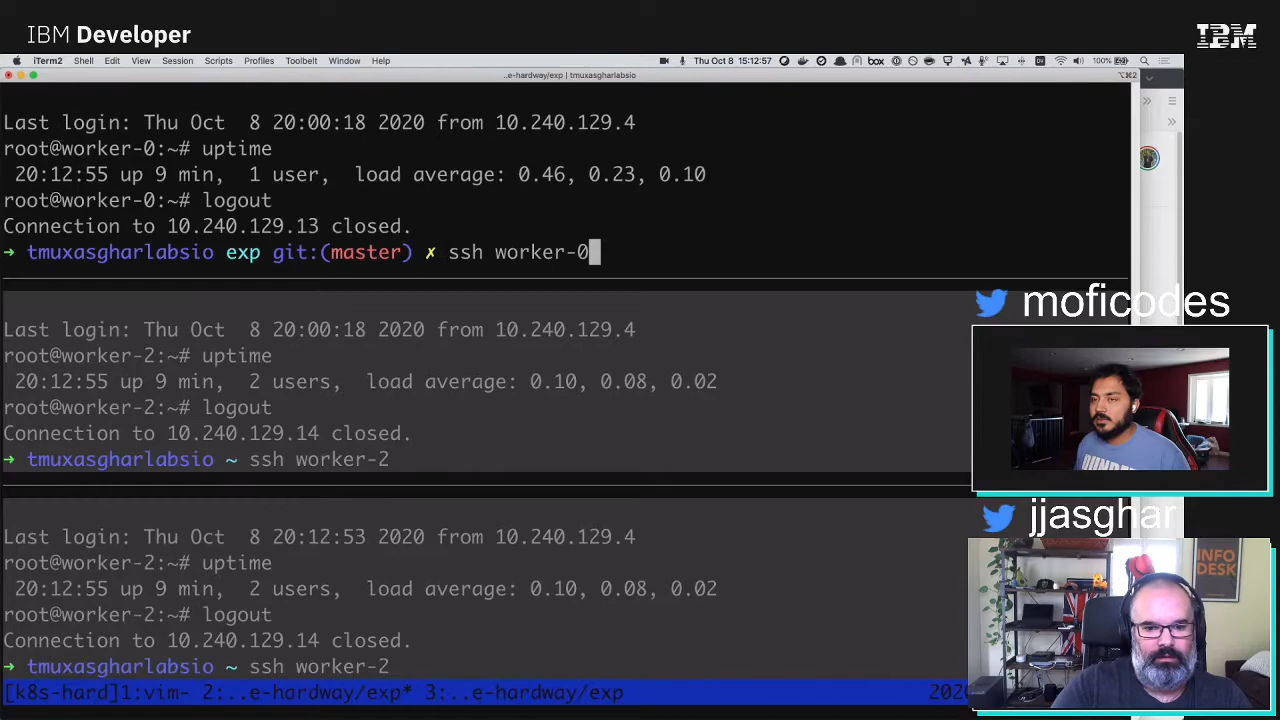 IBM Developer
IBM
iTerm2 Shell Edit View Session Scripts Profiles Toolbelt Window Help
box
Thu Oct 8 15:12:57
100%
..e-hardway/exp | tmuxasgharlabsio
⌥⌘2
Last login: Thu Oct  8 20:00:18 2020 from 10.240.129.4
root@worker-0:~# uptime
 20:12:55 up 9 min,  1 user,  load average: 0.46, 0.23, 0.10
root@worker-0:~# logout
Connection to 10.240.129.13 closed.
→ tmuxasgharlabsio exp git:(master) ✗ ssh worker-0
moficodes
Last login: Thu Oct  8 20:00:18 2020 from 10.240.129.4
root@worker-2:~# uptime
 20:12:55 up 9 min,  2 users,  load average: 0.10, 0.08, 0.02
root@worker-2:~# logout
Connection to 10.240.129.14 closed.
→ tmuxasgharlabsio ~ ssh worker-2
jjasghar
Last login: Thu Oct  8 20:12:53 2020 from 10.240.129.4
root@worker-2:~# uptime
 20:12:55 up 9 min,  2 users,  load average: 0.10, 0.08, 0.02
root@worker-2:~# logout
Connection to 10.240.129.14 closed.
→ tmuxasgharlabsio ~ ssh worker-2
INFO
DESK
[k8s-hard]1:vim- 2:..e-hardway/exp* 3:..e-hardway/exp